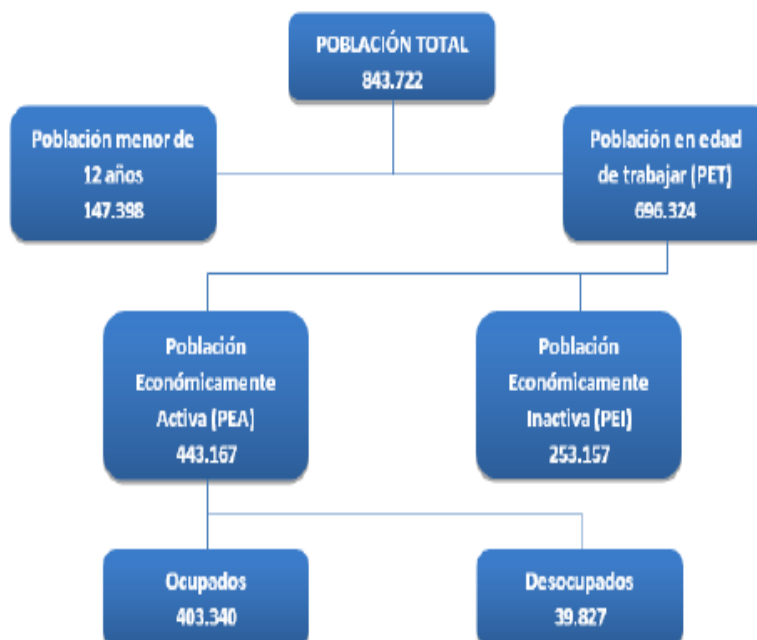 POBLACIÓN TOTAL
843.722
Población menor de
12 años
147.398
Población en edad
de trabajar (PET)
696.324
Población
Económicamente
Activa (PEA)
443.167
Población
Económicamente
Inactiva (PEI)
253.157
Ocupados
403.340
Desocupados
39.827